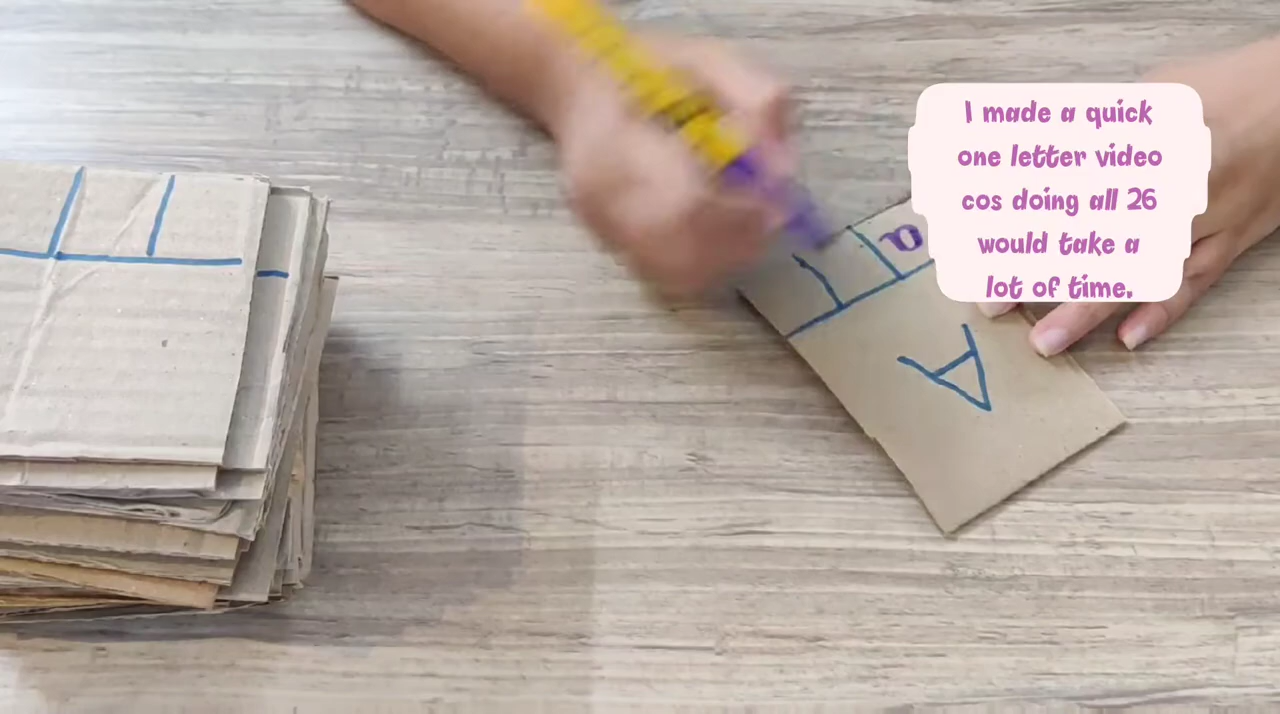 I made a quick
one letter video
cos doing all 26
would take a
lot of time.
a
A